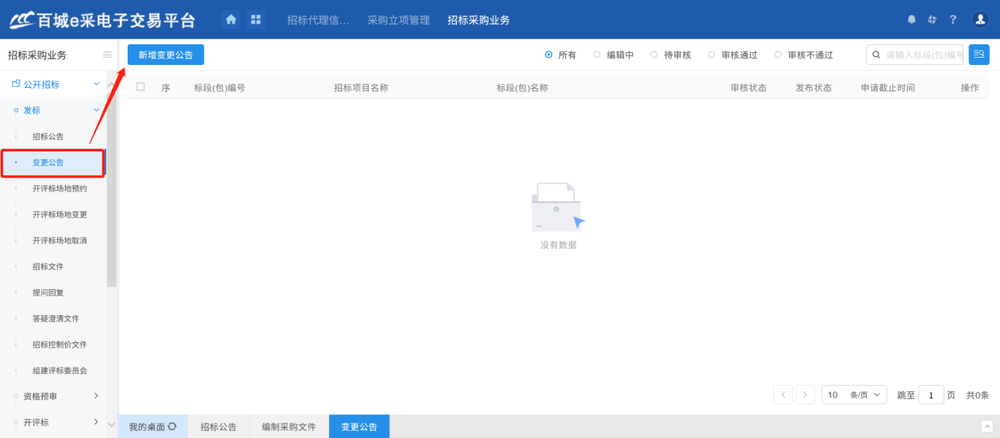 百城e采电子交易平台
招标代理信... 采购立项管理 招标采购业务
招标采购业务
新增变更公告 所有 编辑中 待审核 审核通过 审核不通过 请输入标段(包)编号
公开招标
序 标段(包)编号 招标项目名称 标段(包)名称 审核状态 发布状态 申请截止时间 操作
发标
招标公告
变更公告
开评标场地预约
开评标场地变更
开评标场地取消
招标文件
提问回复
答疑澄清文件
招标控制价文件
组建评标委员会
资格预审
开评标
没有数据
10 条/页 跳至 1 页 共0条
我的桌面 招标公告 编制采购文件 变更公告